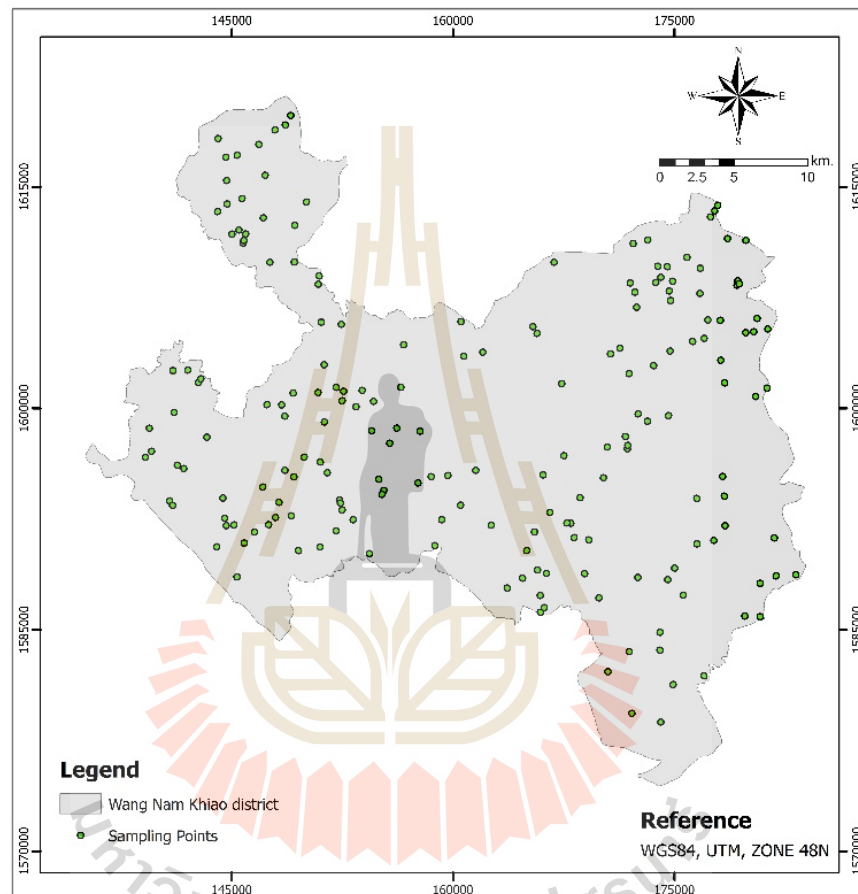 145000 160000 175000
N
W E
S
0 2.5 5 10 km.
1615000 1615000
1600000 1600000
1585000 1585000
Legend
Wang Nam Khiao district
Sampling Points
Reference
WGS84, UTM, ZONE 48N
1570000 1570000
145000 160000 175000